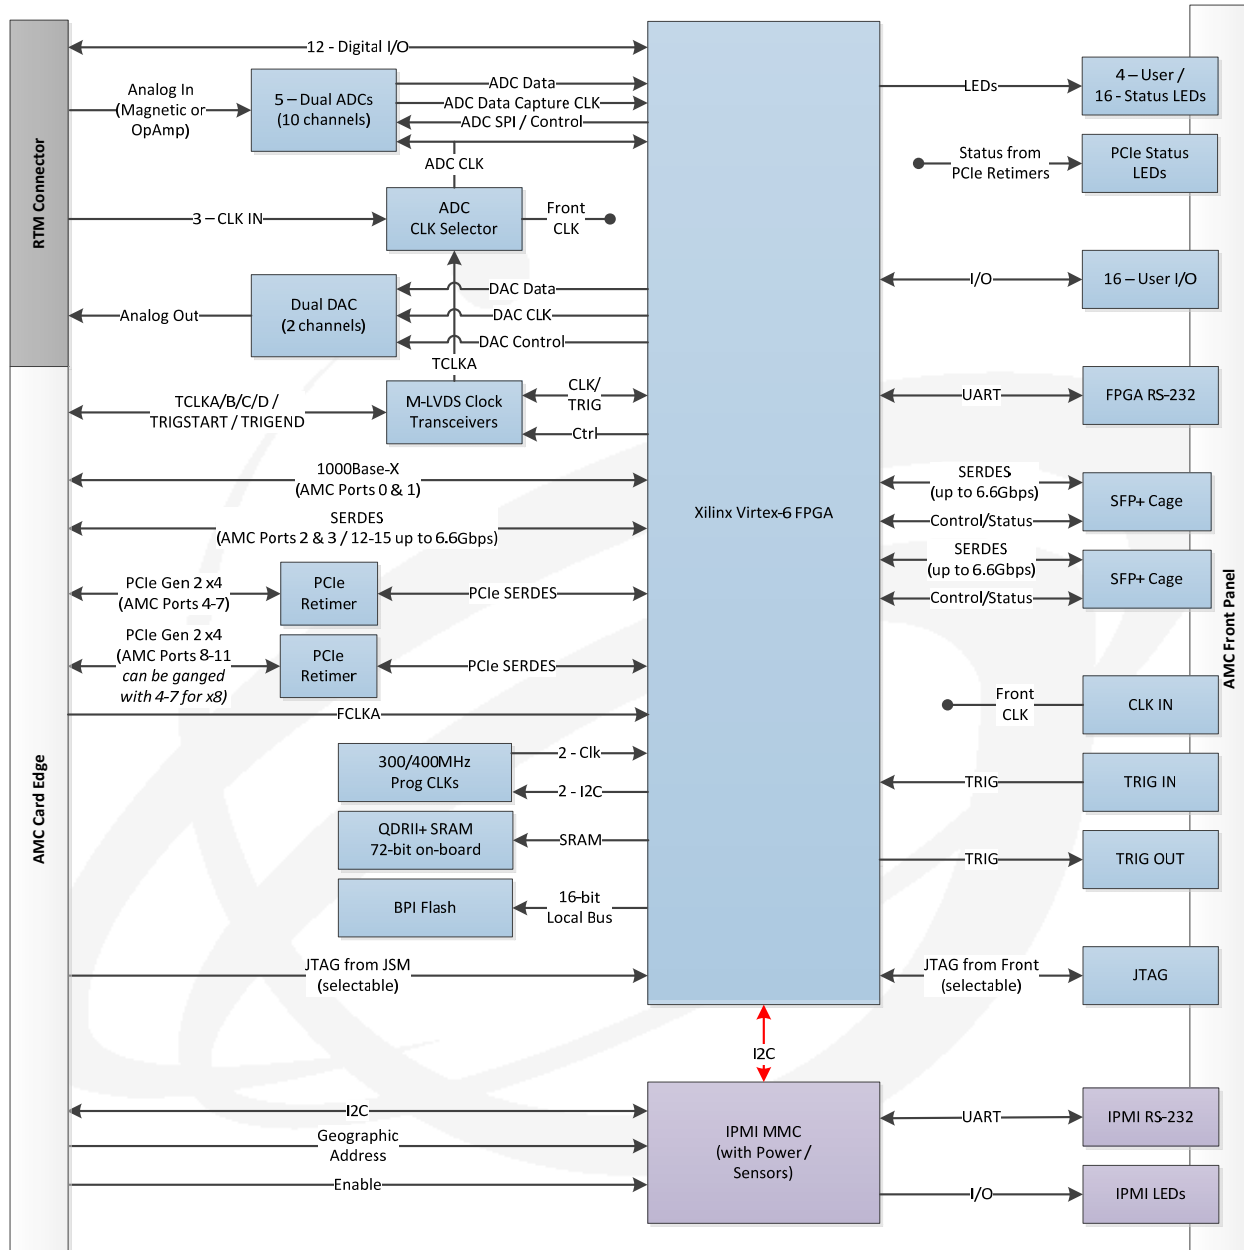 RTM Connector
AMC Card Edge
AMC Front Panel
12 - Digital I/O
Analog In
(Magnetic or
OpAmp)
5 – Dual ADCs
(10 channels)
ADC Data
ADC Data Capture CLK
ADC SPI / Control
ADC CLK
3 – CLK IN
ADC
CLK Selector
Front
CLK
Analog Out
Dual DAC
(2 channels)
DAC Data
DAC CLK
DAC Control
TCLKA
TCLKA/B/C/D /
TRIGSTART / TRIGEND
M-LVDS Clock
Transceivers
CLK/
TRIG
Ctrl
1000Base-X
(AMC Ports 0 & 1)
SERDES
(AMC Ports 2 & 3 / 12-15 up to 6.6Gbps)
PCIe Gen 2 x4
(AMC Ports 4-7)
PCIe
Retimer
PCIe SERDES
PCIe Gen 2 x4
(AMC Ports 8-11
can be ganged
with 4-7 for x8)
PCIe
Retimer
PCIe SERDES
FCLKA
300/400MHz
Prog CLKs
2 - Clk
2 - I2C
QDRII+ SRAM
72-bit on-board
SRAM
BPI Flash
16-bit
Local Bus
JTAG from JSM
(selectable)
Xilinx Virtex-6 FPGA
LEDs
4 – User /
16 - Status LEDs
Status from
PCIe Retimers
PCIe Status
LEDs
I/O
16 – User I/O
UART
FPGA RS-232
SERDES
(up to 6.6Gbps)
Control/Status
SFP+ Cage
SERDES
(up to 6.6Gbps)
Control/Status
SFP+ Cage
Front
CLK
CLK IN
TRIG
TRIG IN
TRIG
TRIG OUT
JTAG from Front
(selectable)
JTAG
I2C
I2C
Geographic
Address
Enable
IPMI MMC
(with Power /
Sensors)
UART
IPMI RS-232
I/O
IPMI LEDs